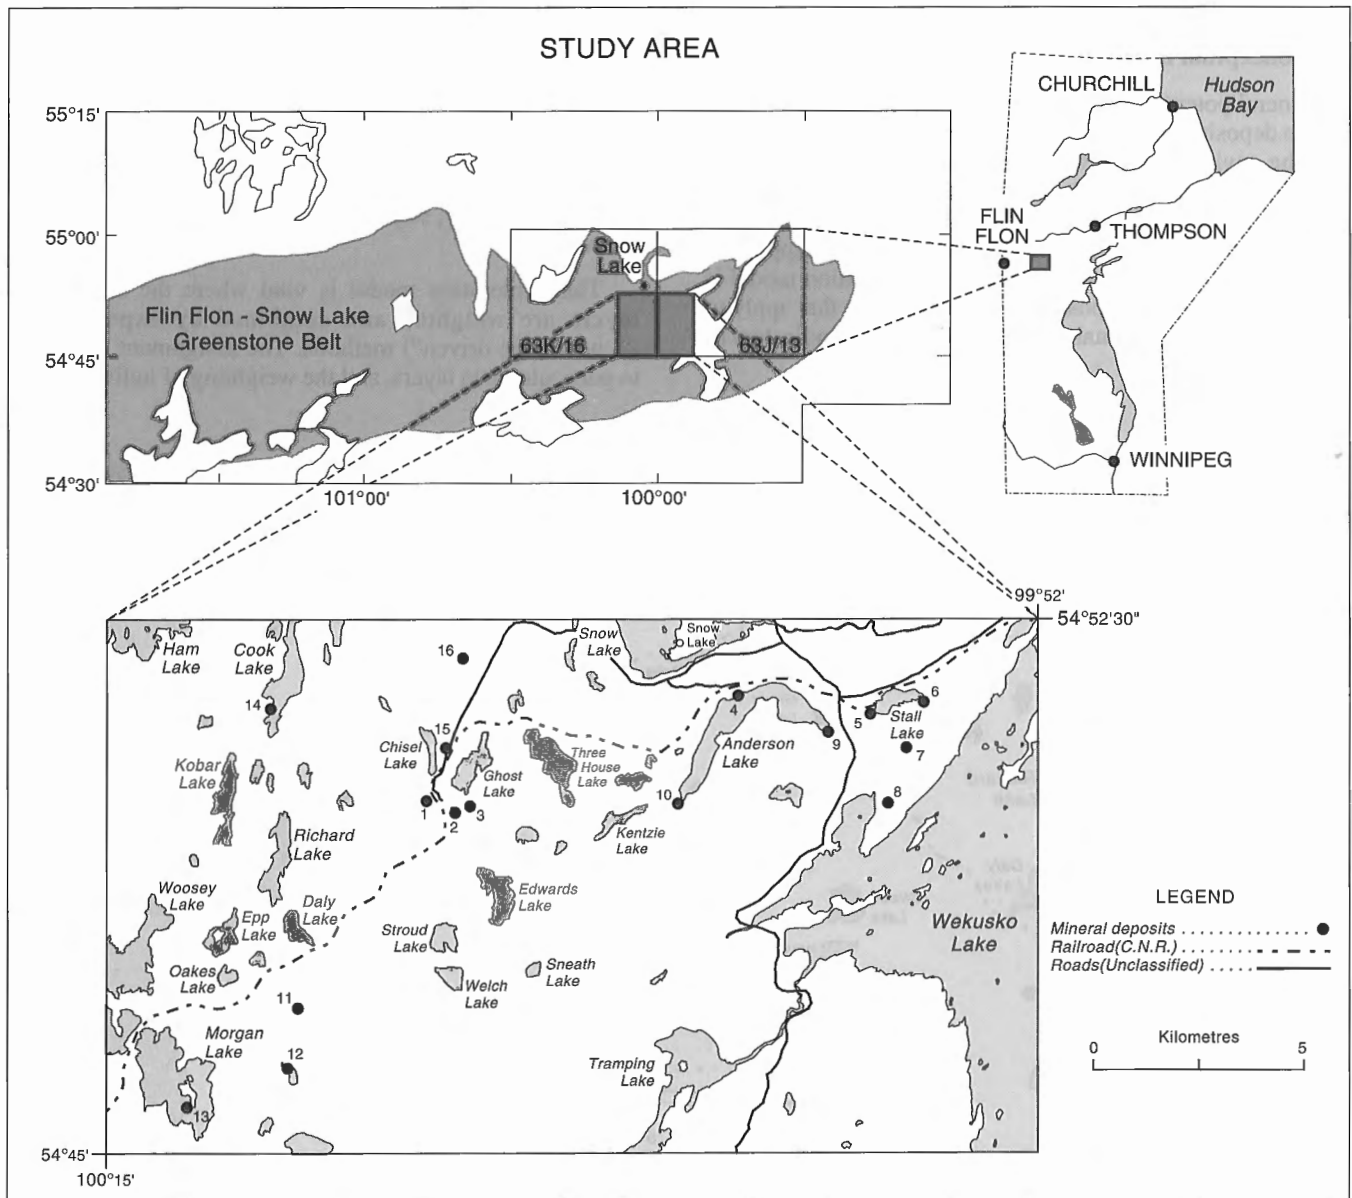 STUDY AREA
55°15'
55°00'
54°45'
54°30'
101°00'
100°00'
Flin Flon - Snow Lake
Greenstone Belt
Snow
Lake
63K/16
63J/13
CHURCHILL
Hudson
Bay
FLIN
FLON
THOMPSON
WINNIPEG
99°52'
54°52'30"
Ham
Lake
Cook
Lake
16
Snow
Lake
Snow
Lake
14
15
4
5
6
Stall
Lake
7
9
Chisel
Lake
Kobar
Lake
Ghost
Lake
Three
House
Lake
Anderson
Lake
1
2
3
10
8
Kentzie
Lake
Richard
Lake
Woosey
Lake
Epp
Lake
Daly
Lake
Edwards
Lake
Stroud
Lake
Oakes
Lake
Welch
Lake
Sneath
Lake
Wekusko
Lake
11
Morgan
Lake
12
13
Tramping
Lake
54°45'
100°15'
LEGEND
Mineral deposits
Railroad(C.N.R.)
Roads(Unclassified)
Kilometres
0 5